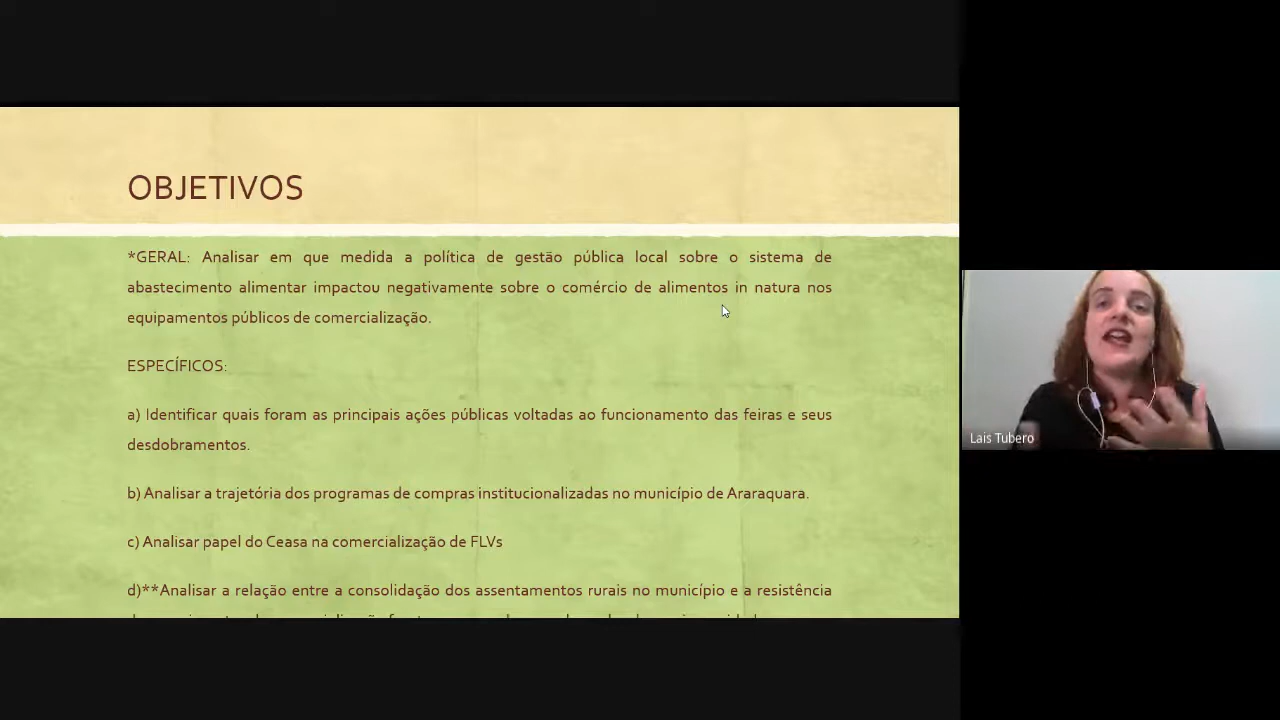 OBJETIVOS
*GERAL: Analisar em que medida a política de gestão pública local sobre o sistema de
abastecimento alimentar impactou negativamente sobre o comércio de alimentos in natura nos
equipamentos públicos de comercialização.
ESPECÍFICOS:
a) Identificar quais foram as principais ações públicas voltadas ao funcionamento das feiras e seus
desdobramentos.
b) Analisar a trajetória dos programas de compras institucionalizadas no município de Araraquara.
c) Analisar papel do Ceasa na comercialização de FLVs
d)**Analisar a relação entre a consolidação dos assentamentos rurais no município e a resistência
Lais Tubero